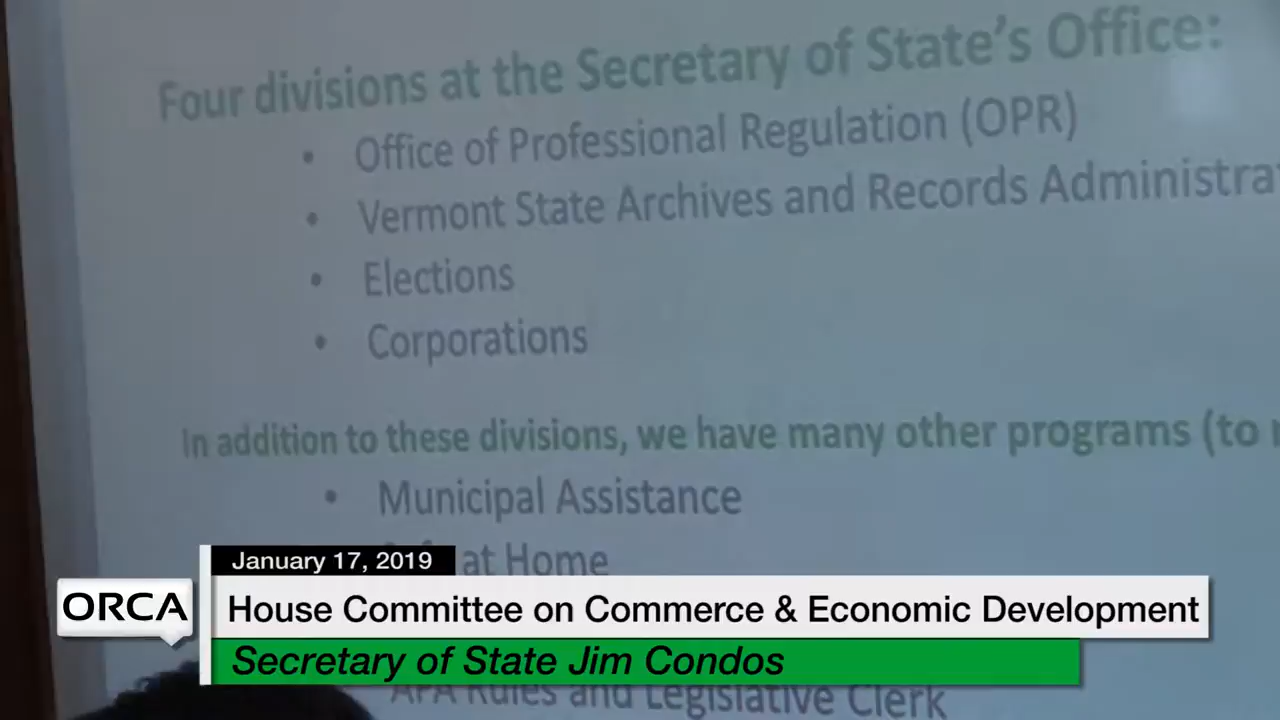 Four divisions at the Secretary of State's Office:
• Office of Professional Regulation (OPR)
• Vermont State Archives and Records Administra
• Elections
• Corporations
In addition to these divisions, we have many other programs (to
• Municipal Assistance
at Home
January 17, 2019
ORCA
House Committee on Commerce & Economic Development
Secretary of State Jim Condos
APA Rules and Legislative Clerk